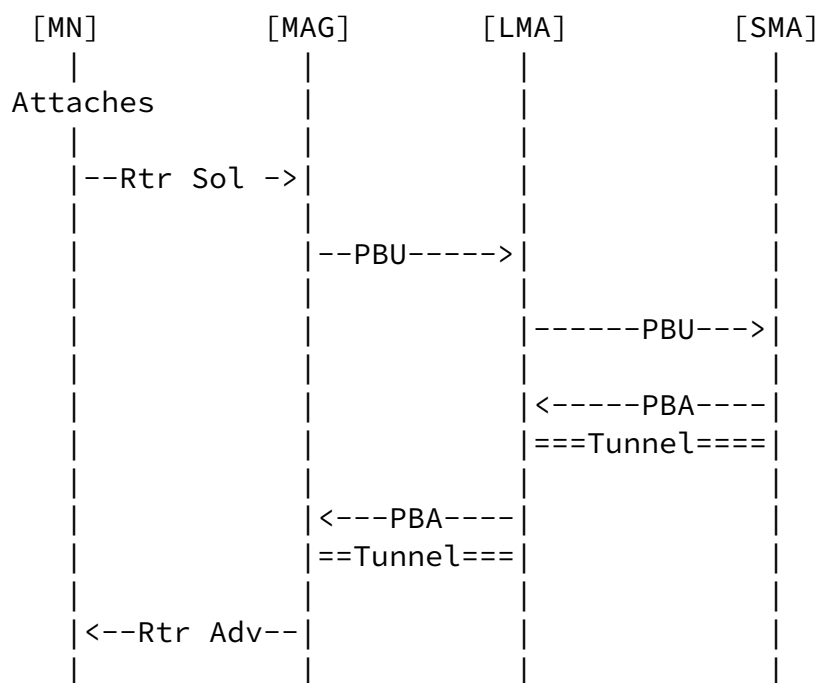 [MN] [MAG] [LMA] [SMA]
Attaches
|--Rtr Sol ->|
|--PBU----->|
|------PBU--->|
|<-----PBA----|
|===Tunnel====|
|<---PBA----|
|==Tunnel===|
|<--Rtr Adv--|